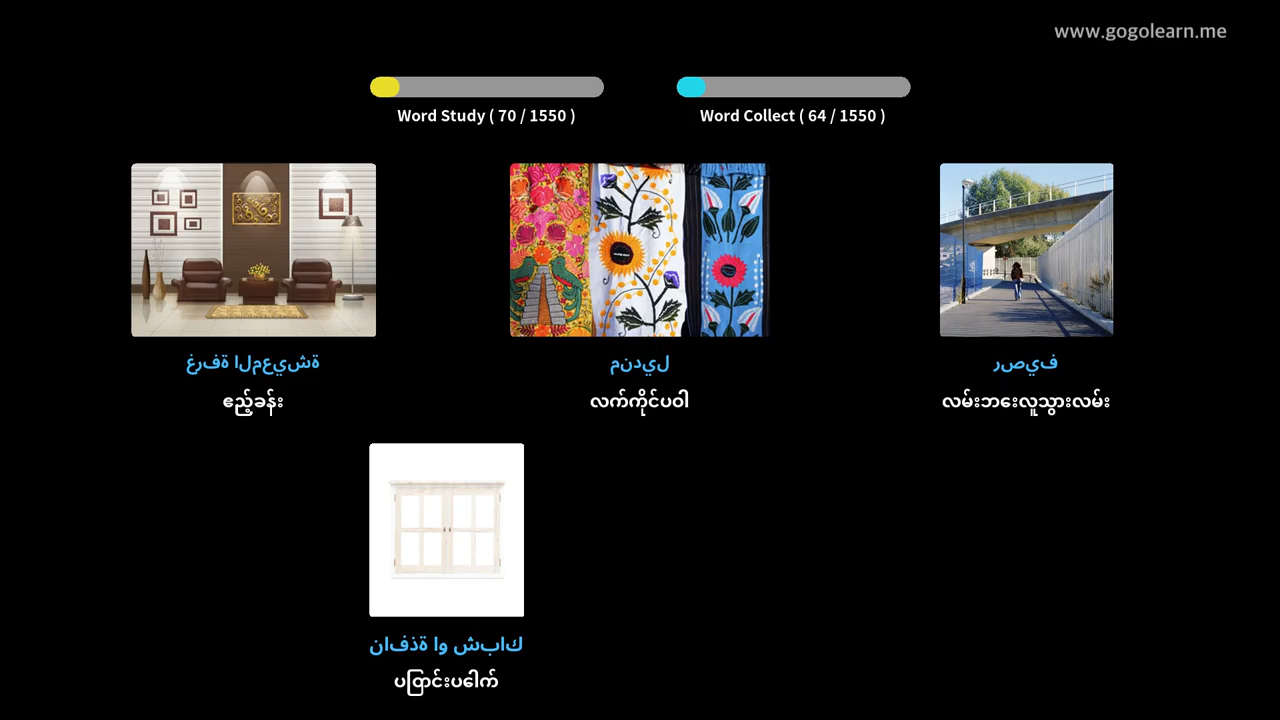 www.gogolearn.me
Word Study ( 70 / 1550 )
Word Collect ( 64 / 1550 )
غرفة المعيشة
ဧည့်ခန်း
منديل
လက်ကိုင်ပဝါ
رصيف
လမ်းဘေးလူသွားလမ်း
نافذة او شباك
ပြတင်းပေါက်